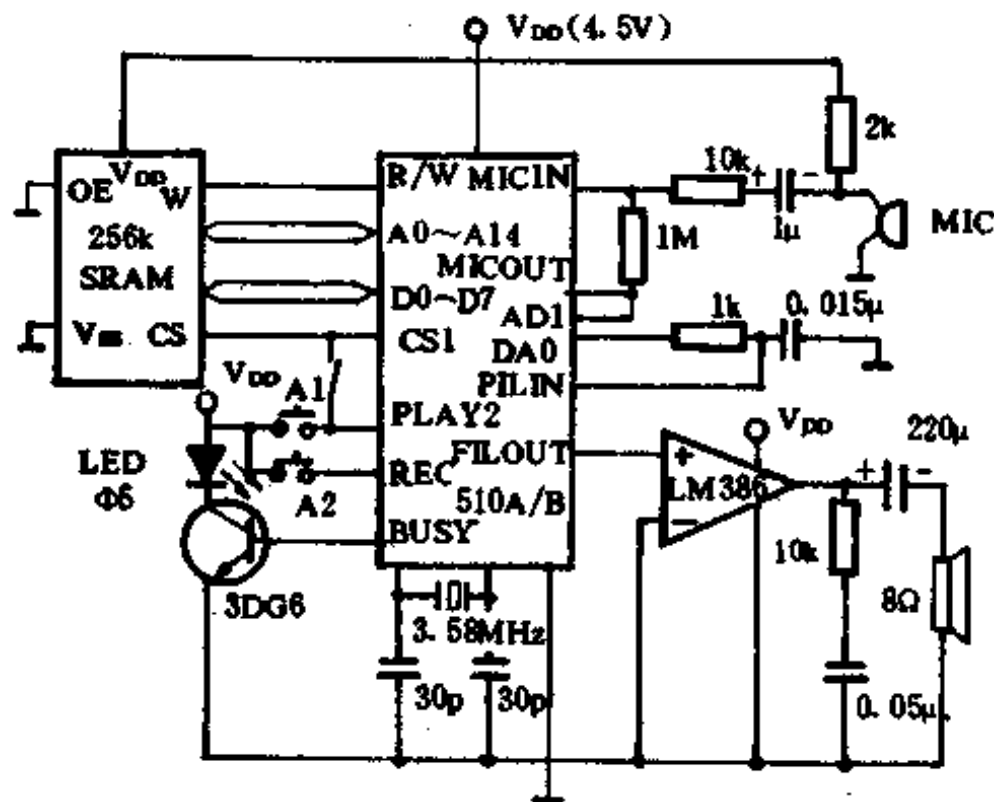 VDD(4.5V)
2k
VDD
OE
W
256k
SRAM
VSS
CS
R/W
MICIN
A0~A14
MICOUT
D0~D7
AD1
CS1
DA0
PILIN
PLAY2
FILOUT
REC
510A/B
BUSY
10k
+
-
1μ
MIC
1M
1k
0.015μ
VDD
A1
A2
LED
Φ6
3DG6
3.58MHz
30p
30p
VDD
+
LM386
-
220μ
+
-
10k
8Ω
0.05μ